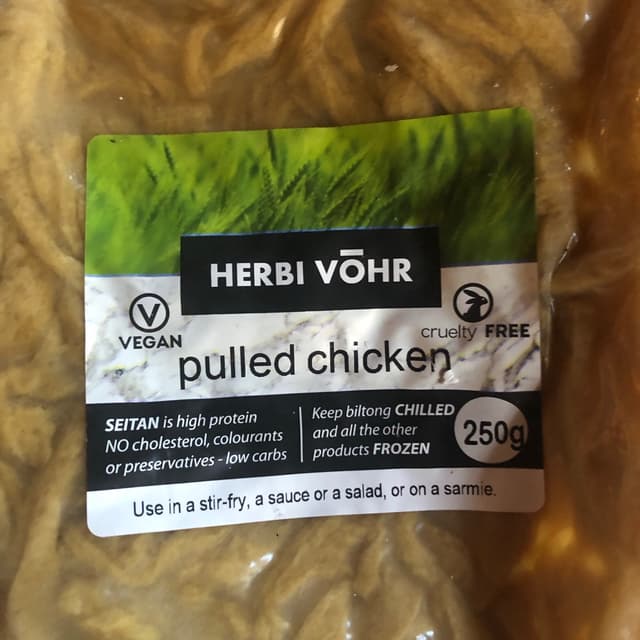 HERBI VŌHR
VEGAN
cruelty FREE
pulled chicken
SEITAN is high protein
NO cholesterol, colourants
or preservatives - low carbs
Keep biltong CHILLED
and all the other
products FROZEN
250g
Use in a stir-fry, a sauce or a salad, or on a sarmie.